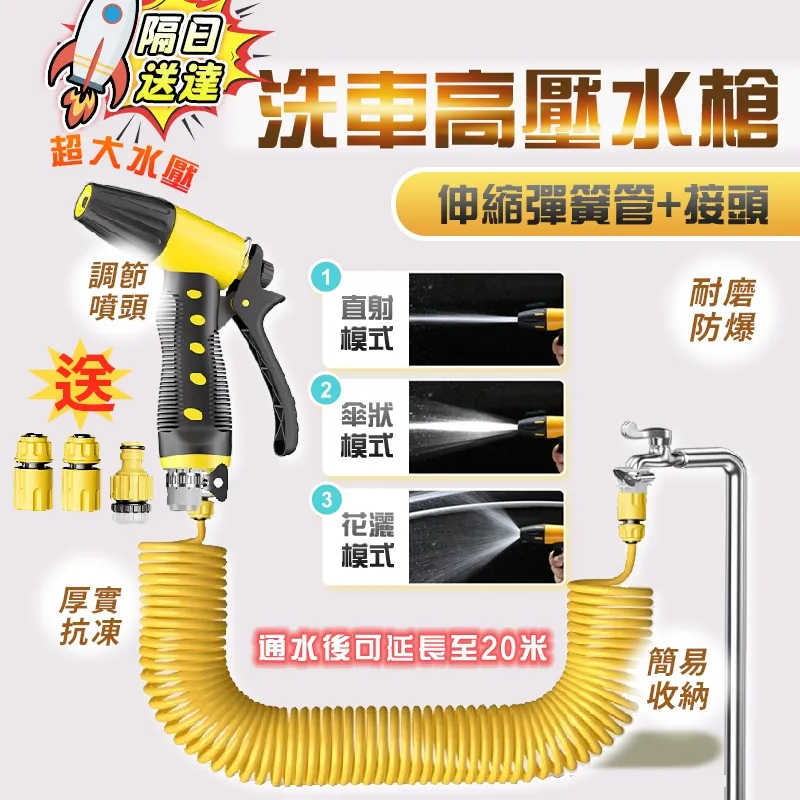 隔日
送達
洗車高壓水槍
超大水壓
伸縮彈簧管+接頭
調節
噴頭
1
直射
模式
耐磨
防爆
送
2
傘狀
模式
3
花灑
模式
厚實
抗凍
通水後可延長至20米
簡易
收納